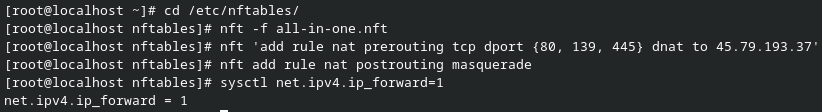 [root@localhost ~]# cd /etc/nftables/
[root@localhost nftables]# nft -f all-in-one.nft
[root@localhost nftables]# nft 'add rule nat prerouting tcp dport {80, 139, 445} dnat to 45.79.193.37'
[root@localhost nftables]# nft add rule nat postrouting masquerade
[root@localhost nftables]# sysctl net.ipv4.ip_forward=1
net.ipv4.ip_forward = 1